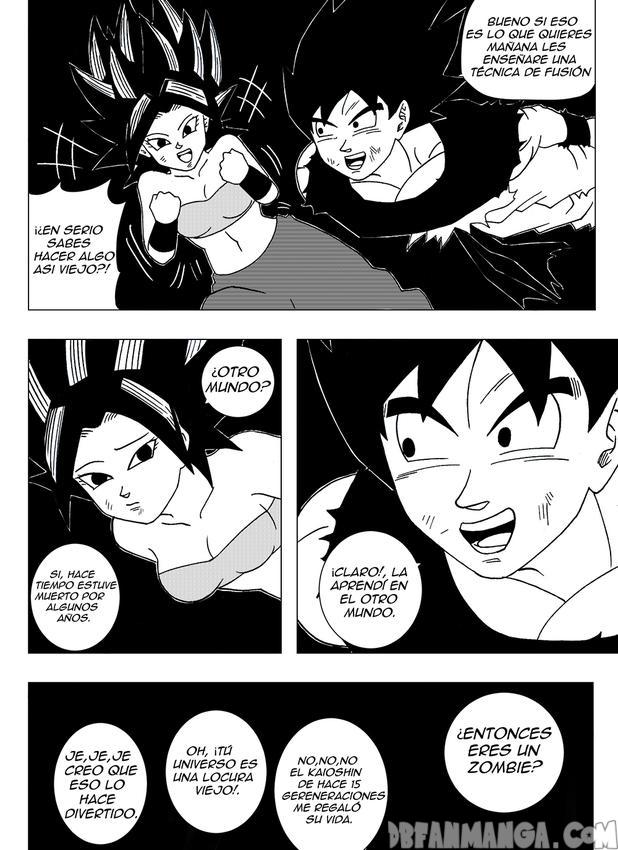 BUENO SI ESO
ES LO QUE QUIERES
MAÑANA LES
ENSEÑARE UNA
TÉCNICA DE FUSIÓN
¡¿EN SERIO
SABES
HACER ALGO
ASI VIEJO?!
¿OTRO
MUNDO?
SI, HACE
TIEMPO ESTUVE
MUERTO POR
ALGUNOS
AÑOS.
¡CLARO!, LA
APRENDÍ EN
EL OTRO
MUNDO.
¿ENTONCES
ERES UN
ZOMBIE?
NO,NO,NO
EL KAIOSHIN
DE HACE 15
GERENERACIONES
ME REGALÓ
SU VIDA.
OH, ¡TÚ
UNIVERSO ES
UNA LOCURA
VIEJO!.
JE,JE,JE
CREO QUE
ESO LO
HACE
DIVERTIDO.
DBFANMANGA.COM